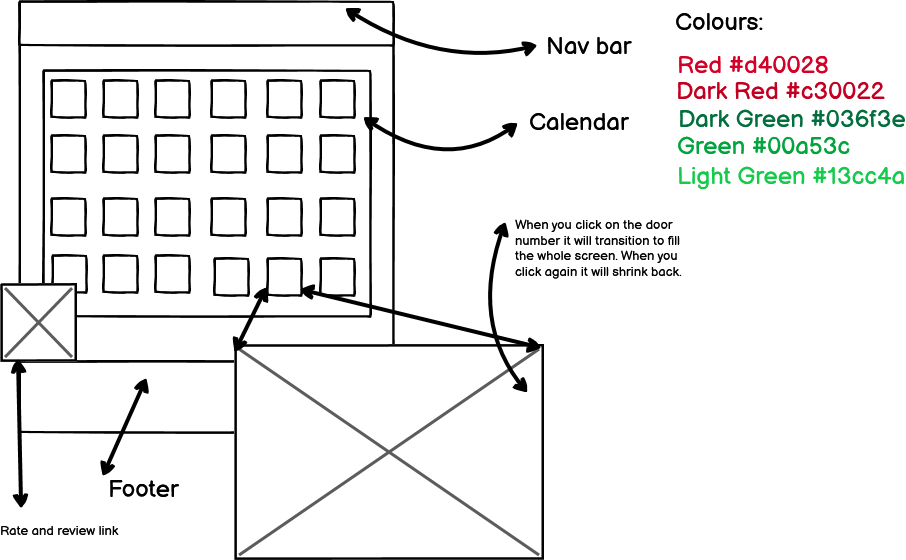 Nav bar
Calendar
Colours:
Red #d40028
Dark Red #c30022
Dark Green #036f3e
Green #00a53c
Light Green #13cc4a
When you click on the door
number it will transition to fill
the whole screen. When you
click again it will shrink back.
Footer
Rate and review link